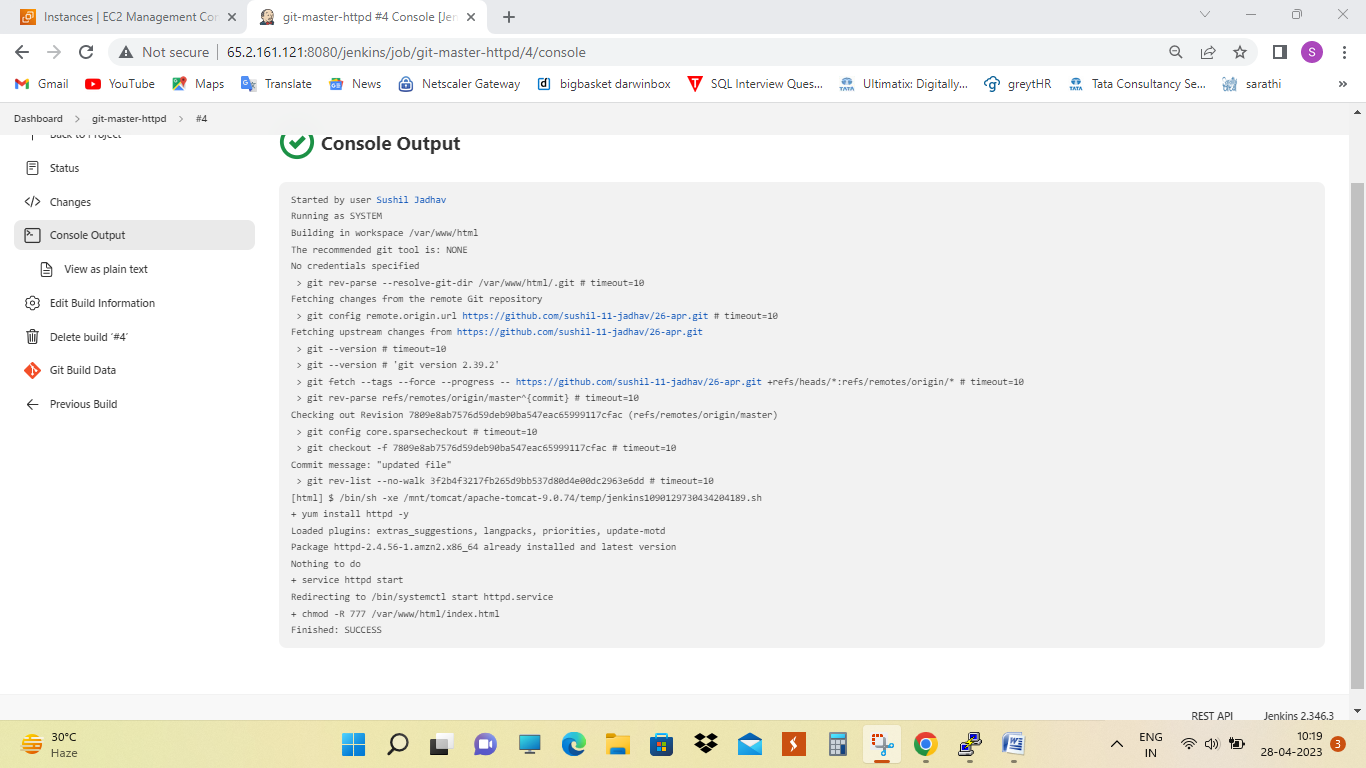 Instances | EC2 Management Con
git-master-httpd #4 Console [Jen
Not secure
65.2.161.121:8080/jenkins/job/git-master-httpd/4/console
S
Gmail
YouTube
Maps
Translate
News
Netscaler Gateway
bigbasket darwinbox
SQL Interview Ques...
Ultimatix: Digitally...
greytHR
Tata Consultancy Se...
sarathi
»
Dashboard
git-master-httpd
#4
Back to Project
Status
Changes
Console Output
View as plain text
Edit Build Information
Delete build '#4'
Git Build Data
Previous Build
Console Output
Started by user Sushil Jadhav
Running as SYSTEM
Building in workspace /var/www/html
The recommended git tool is: NONE
No credentials specified
> git rev-parse --resolve-git-dir /var/www/html/.git # timeout=10
Fetching changes from the remote Git repository
> git config remote.origin.url https://github.com/sushil-11-jadhav/26-apr.git # timeout=10
Fetching upstream changes from https://github.com/sushil-11-jadhav/26-apr.git
> git --version # timeout=10
> git --version # 'git version 2.39.2'
> git fetch --tags --force --progress -- https://github.com/sushil-11-jadhav/26-apr.git +refs/heads/*:refs/remotes/origin/* # timeout=10
> git rev-parse refs/remotes/origin/master^{commit} # timeout=10
Checking out Revision 7809e8ab7576d59deb90ba547eac65999117cfac (refs/remotes/origin/master)
> git config core.sparsecheckout # timeout=10
> git checkout -f 7809e8ab7576d59deb90ba547eac65999117cfac # timeout=10
Commit message: "updated file"
> git rev-list --no-walk 3f2b4f3217fb265d9bb537d80d4e00dc2963e6dd # timeout=10
[html] $ /bin/sh -xe /mnt/tomcat/apache-tomcat-9.0.74/temp/jenkins1090129730434204189.sh
+ yum install httpd -y
Loaded plugins: extras_suggestions, langpacks, priorities, update-motd
Package httpd-2.4.56-1.amzn2.x86_64 already installed and latest version
Nothing to do
+ service httpd start
Redirecting to /bin/systemctl start httpd.service
+ chmod -R 777 /var/www/html/index.html
Finished: SUCCESS
REST API
Jenkins 2.346.3
30°C
Haze
ENG
IN
10:19
28-04-2023
3